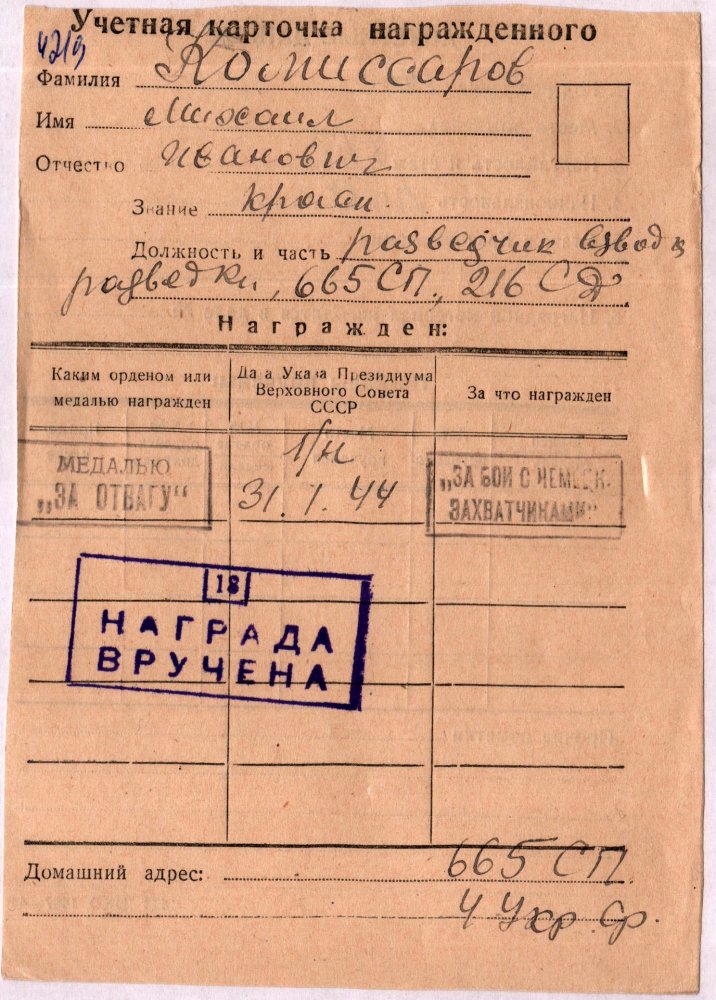 Учетная карточка награжденного
Фамилия Комиссаров
Имя Михаил
Отчество Иванович
Звание красн.
Должность и часть разведчик взвода
разведки, 665 СП, 216 СД
Награжден:
Каким орденом или
медалью награжден
Дата Указа Президиума
Верховного Совета
СССР
За что награжден
МЕДАЛЬЮ
„ЗА ОТВАГУ“
П/Н
31. 1. 44
„ЗА БОИ С НЕМЕЦК.
ЗАХВАТЧИКАМИ“
18
НАГРАДА
ВРУЧЕНА
Домашний адрес: 665 СП
4 Укр. Ф.